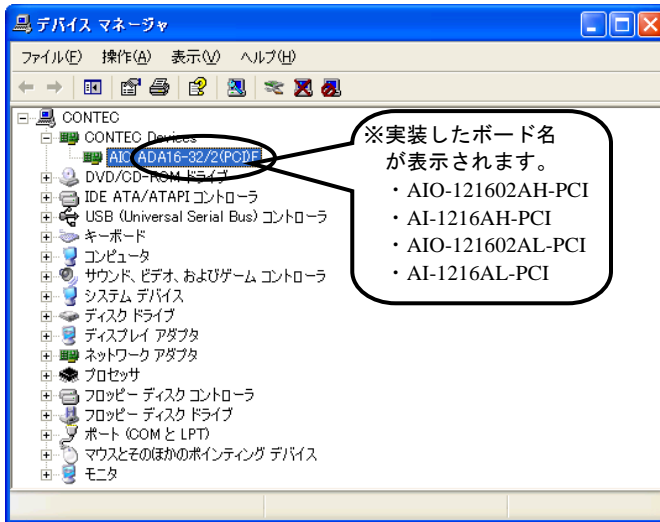 デバイス マネージャ
ファイル(F) 操作(A) 表示(V) ヘルプ(H)
CONTEC
CONTEC Devices
AIO ADA16-32/2(PCI)F
DVD/CD-ROM ドライブ
IDE ATA/ATAPI コントローラ
USB (Universal Serial Bus) コントローラ
キーボード
コンピュータ
サウンド、ビデオ、およびゲーム コントローラ
システム デバイス
ディスク ドライブ
ディスプレイ アダプタ
ネットワーク アダプタ
プロセッサ
フロッピー ディスク コントローラ
フロッピー ディスク ドライブ
ポート (COM と LPT)
マウスとそのほかのポインティング デバイス
モニタ
※実装したボード名
が表示されます。
・AIO-121602AH-PCI
・AI-1216AH-PCI
・AIO-121602AL-PCI
・AI-1216AL-PCI